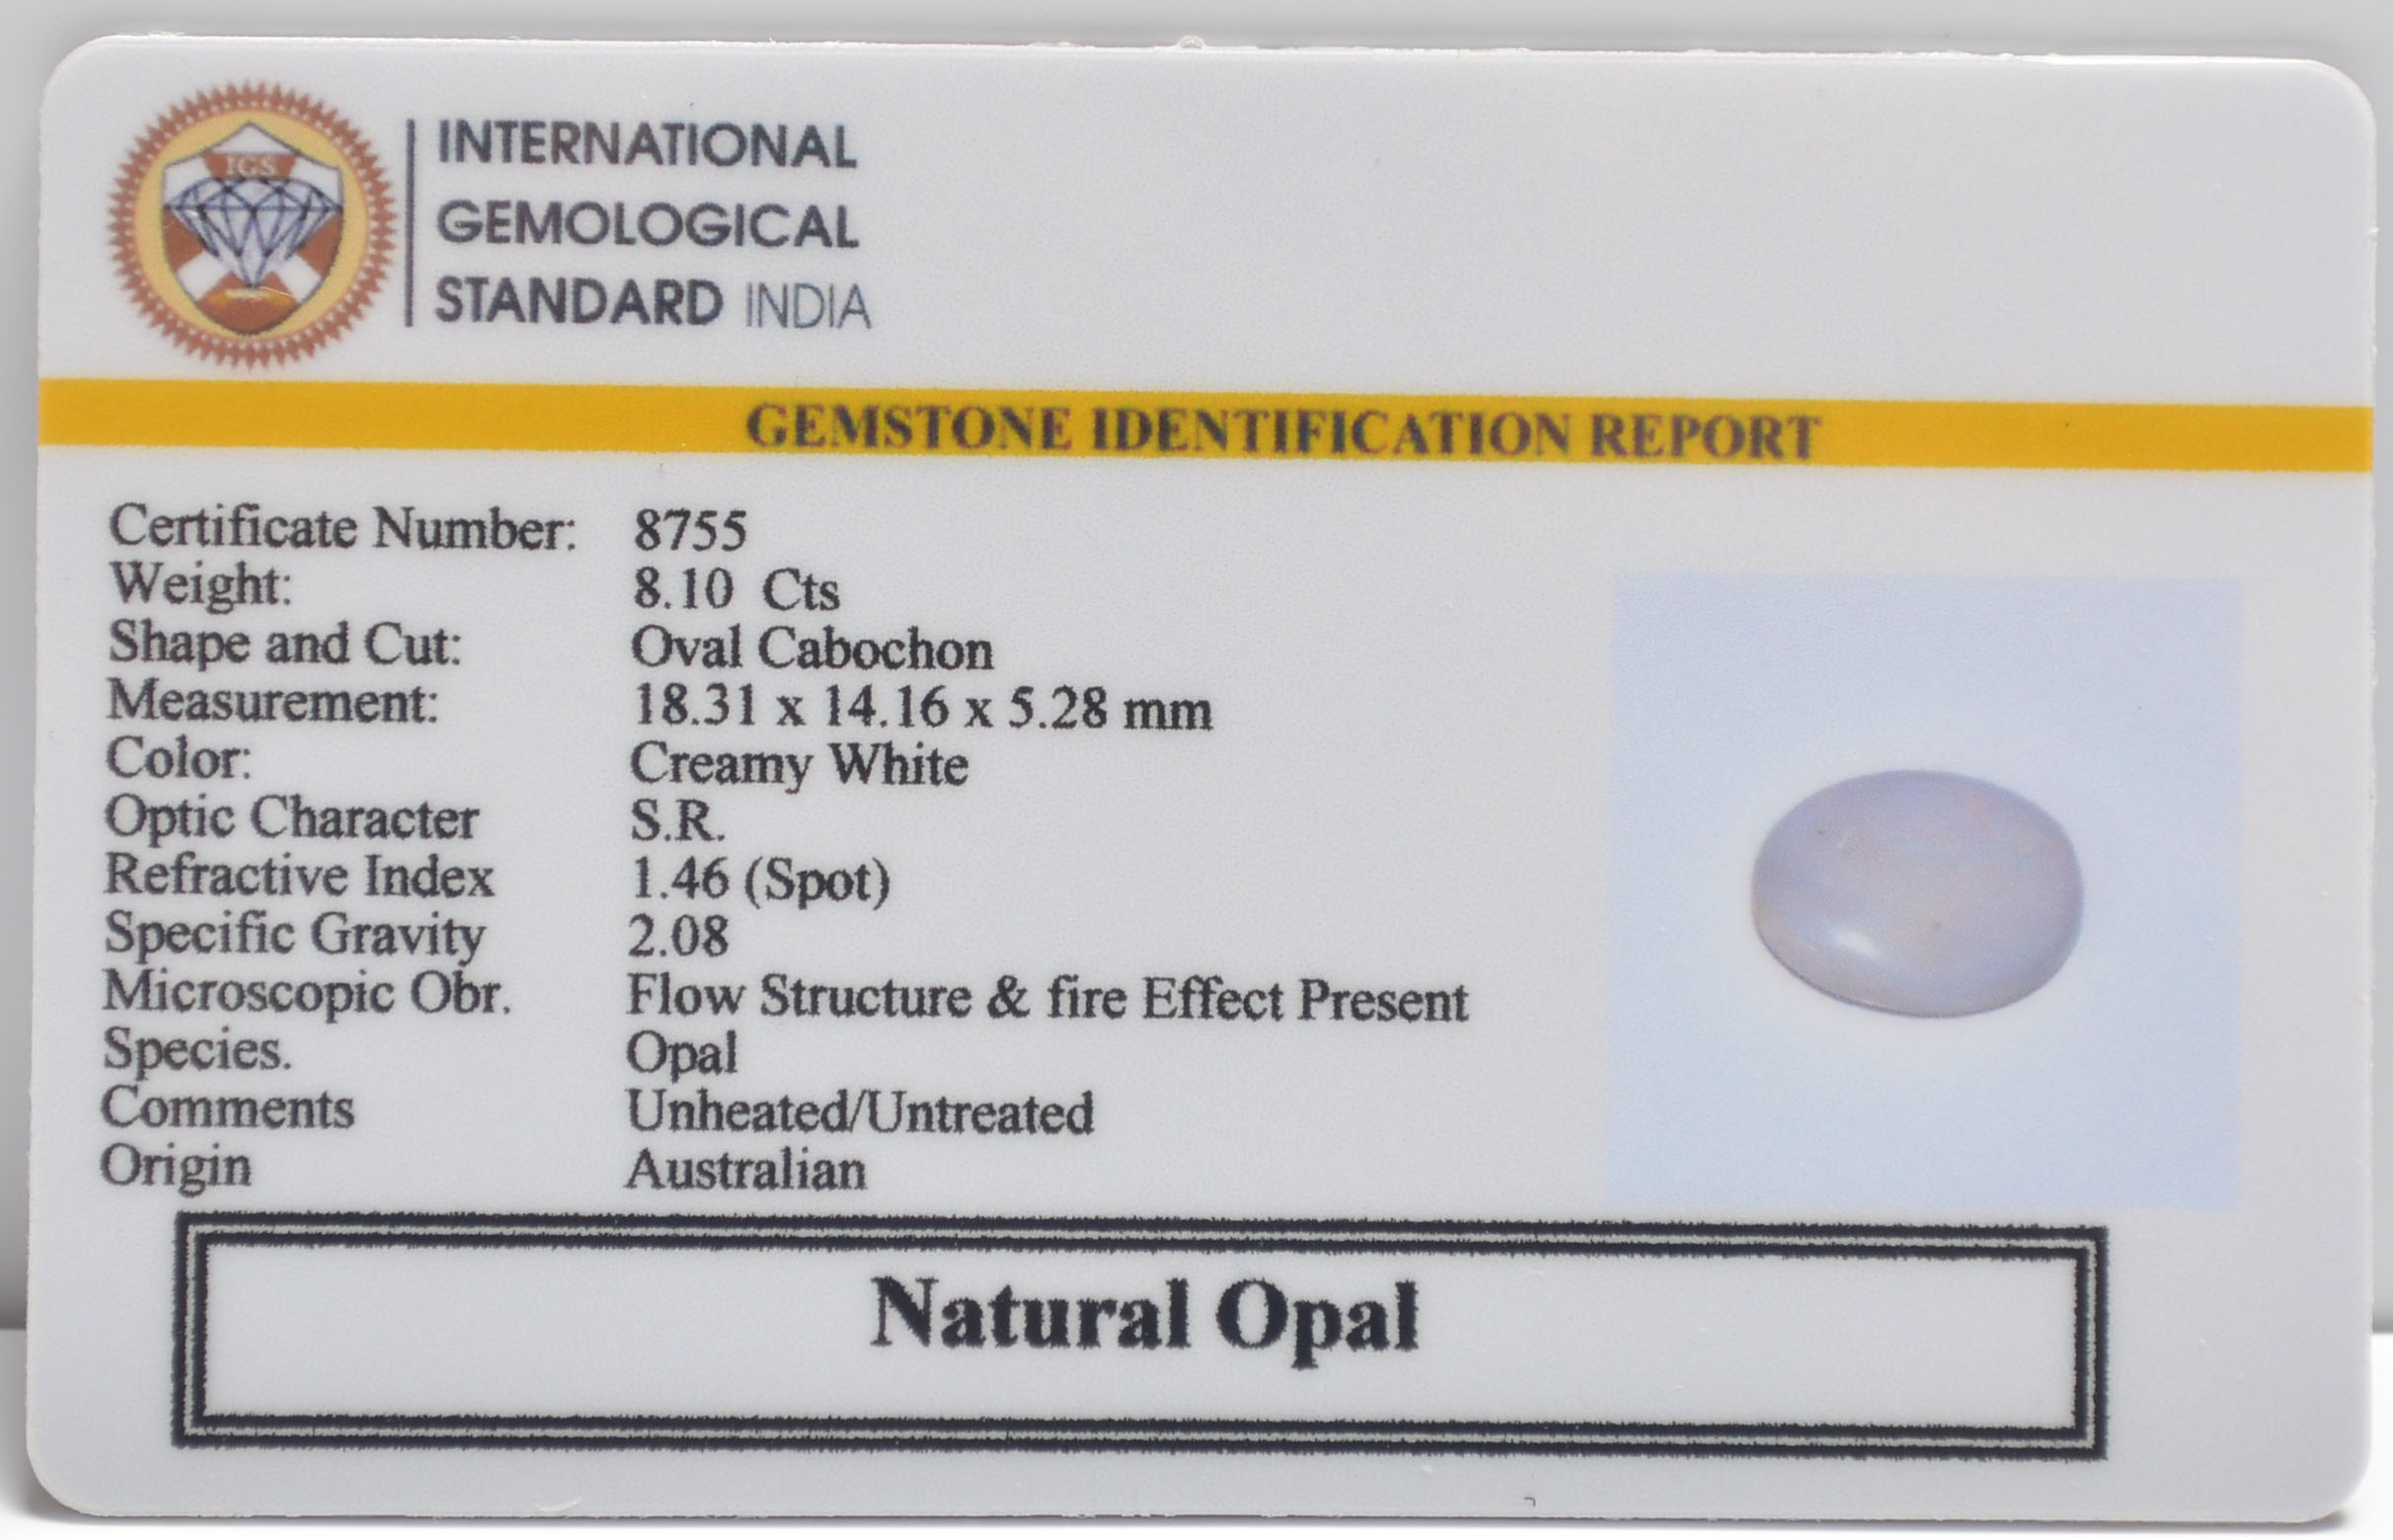 IGS
INTERNATIONAL
GEMOLOGICAL
STANDARD INDIA
GEMSTONE IDENTIFICATION REPORT
Certificate Number: 8755
Weight: 8.10 Cts
Shape and Cut: Oval Cabochon
Measurement: 18.31 x 14.16 x 5.28 mm
Color: Creamy White
Optic Character S.R.
Refractive Index 1.46 (Spot)
Specific Gravity 2.08
Microscopic Obr. Flow Structure & fire Effect Present
Species. Opal
Comments Unheated/Untreated
Origin Australian
Natural Opal